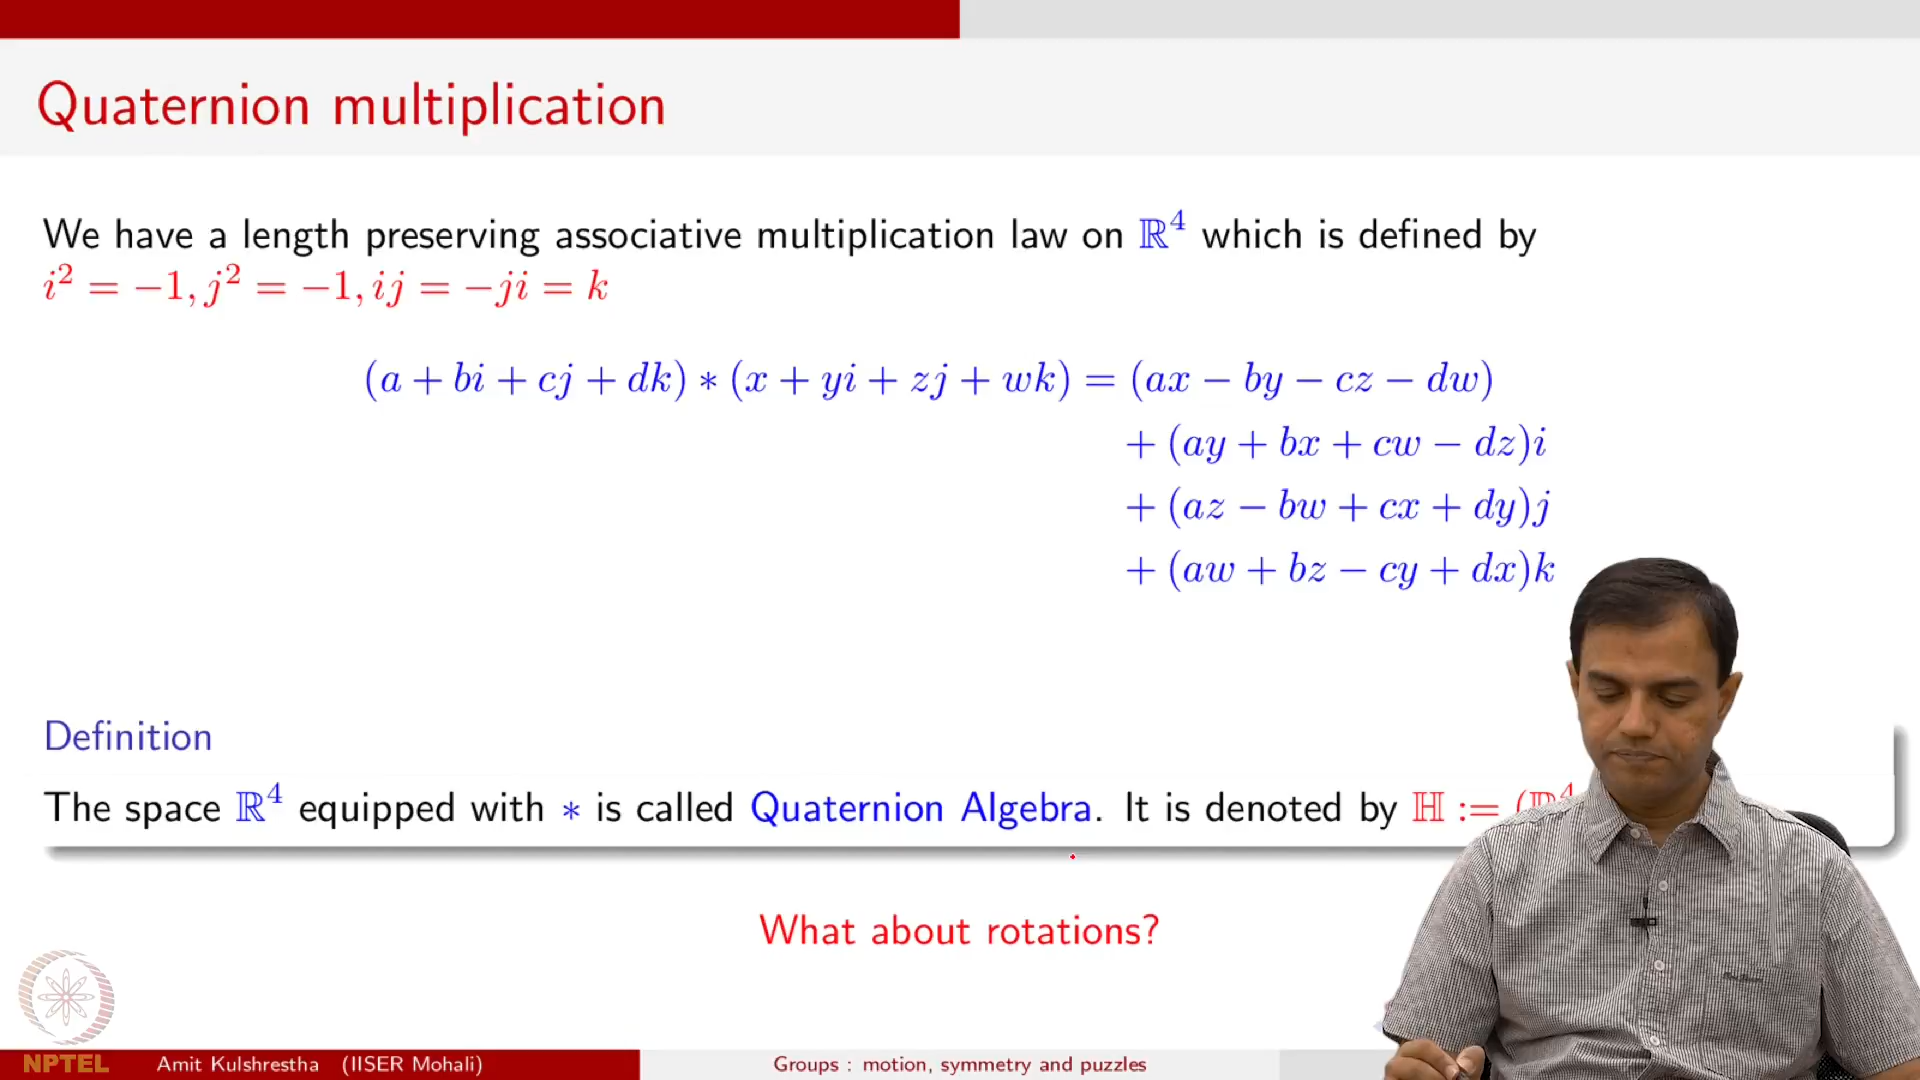 Quaternion multiplication
We have a length preserving associative multiplication law on ℝ⁴ which is defined by
i² = −1, j² = −1, ij = −ji = k
(a + bi + cj + dk) ∗ (x + yi + zj + wk) = (ax − by − cz − dw)
+ (ay + bx + cw − dz)i
+ (az − bw + cx + dy)j
+ (aw + bz − cy + dx)k
Definition
The space ℝ⁴ equipped with ∗ is called Quaternion Algebra. It is denoted by ℍ := (ℝ⁴
What about rotations?
NPTEL Amit Kulshrestha (IISER Mohali) Groups : motion, symmetry and puzzles